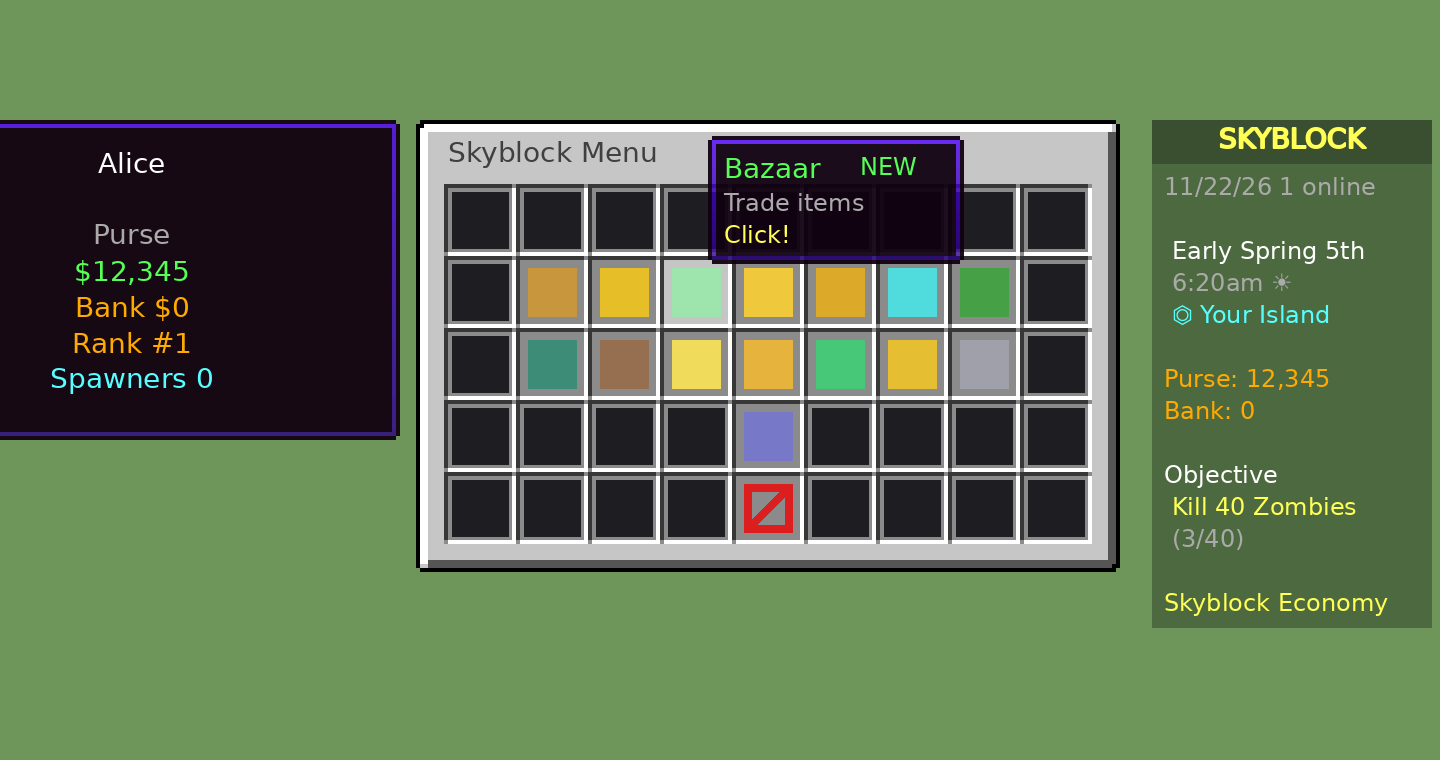 Alice
Purse
$12,345
Bank $0
Rank #1
Spawners 0
Skyblock Menu
Bazaar NEW
Trade items
Click!
SKYBLOCK
11/22/26 1 online
Early Spring 5th
6:20am ☀
⏣ Your Island
Purse: 12,345
Bank: 0
Objective
Kill 40 Zombies
(3/40)
Skyblock Economy